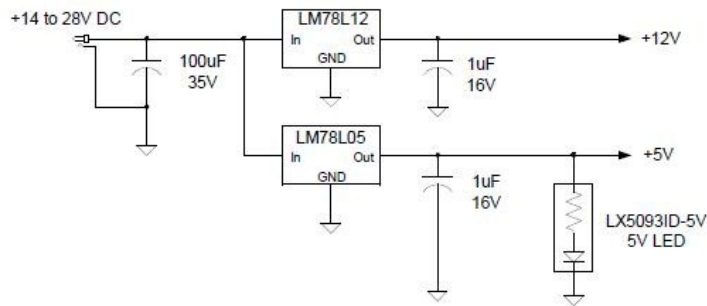 +14 to 28V DC
LM78L12
In
Out
GND
+12V
100uF
35V
1uF
16V
LM78L05
In
Out
GND
+5V
1uF
16V
LX5093ID-5V
5V LED